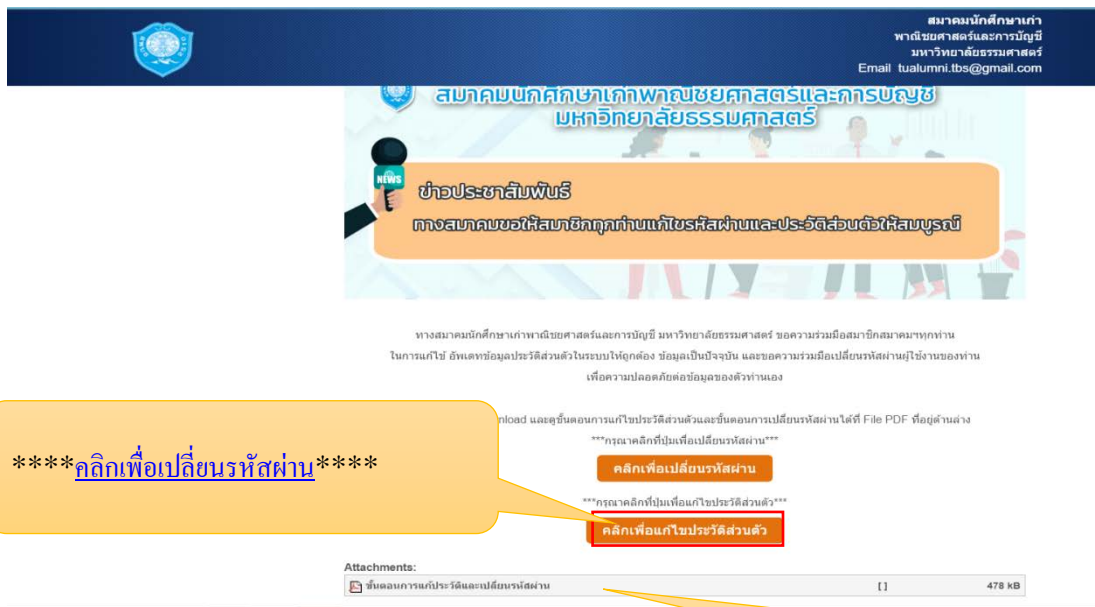 สมาคมนักศึกษาเก่า
พาณิชยศาสตร์และการบัญชี
มหาวิทยาลัยธรรมศาสตร์
Email tualumni.tbs@gmail.com
สมาคมนักศึกษาเก่าพาณิชยศาสตร์และการบัญชี
มหาวิทยาลัยธรรมศาสตร์
NEWS
ข่าวประชาสัมพันธ์
ทางสมาคมขอให้สมาชิกทุกท่านแก้ไขรหัสผ่านและประวัติส่วนตัวให้สมบูรณ์
ทางสมาคมนักศึกษาเก่าพาณิชยศาสตร์และการบัญชี มหาวิทยาลัยธรรมศาสตร์ ขอความร่วมมือสมาชิกสมาคมฯทุกท่าน
ในการแก้ไข อัพเดทข้อมูลประวัติส่วนตัวในระบบให้ถูกต้อง ข้อมูลเป็นปัจจุบัน และขอความร่วมมือเปลี่ยนรหัสผ่านผู้ใช้งานของท่าน
เพื่อความปลอดภัยต่อข้อมูลของตัวท่านเอง
nload และดูขั้นตอนการแก้ไขประวัติส่วนตัวและขั้นตอนการเปลี่ยนรหัสผ่านได้ที่ File PDF ที่อยู่ด้านล่าง
***กรุณาคลิกที่ปุ่มเพื่อเปลี่ยนรหัสผ่าน***
****คลิกเพื่อเปลี่ยนรหัสผ่าน****
คลิกเพื่อเปลี่ยนรหัสผ่าน
***กรุณาคลิกที่ปุ่มเพื่อแก้ไขประวัติส่วนตัว***
คลิกเพื่อแก้ไขประวัติส่วนตัว
Attachments:
ขั้นตอนการแก้ประวัติและเปลี่ยนรหัสผ่าน [ ] 478 kB